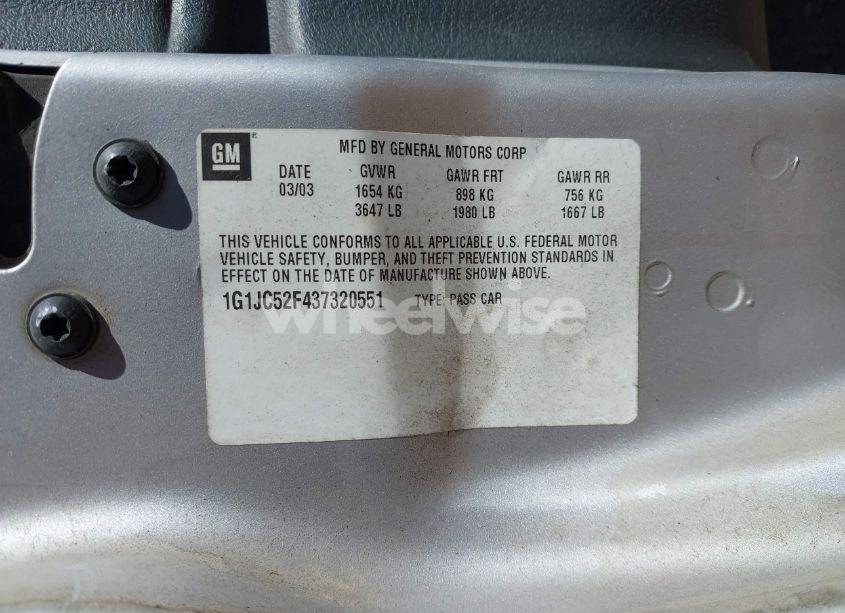 GM
MFD BY GENERAL MOTORS CORP
DATE GVWR GAWR FRT GAWR RR
03/03 1654 KG 898 KG 756 KG
3647 LB 1980 LB 1667 LB
THIS VEHICLE CONFORMS TO ALL APPLICABLE U.S. FEDERAL MOTOR
VEHICLE SAFETY, BUMPER, AND THEFT PREVENTION STANDARDS IN
EFFECT ON THE DATE OF MANUFACTURE SHOWN ABOVE.
1G1JC52F437320551 TYPE: PASS CAR
wheelwise